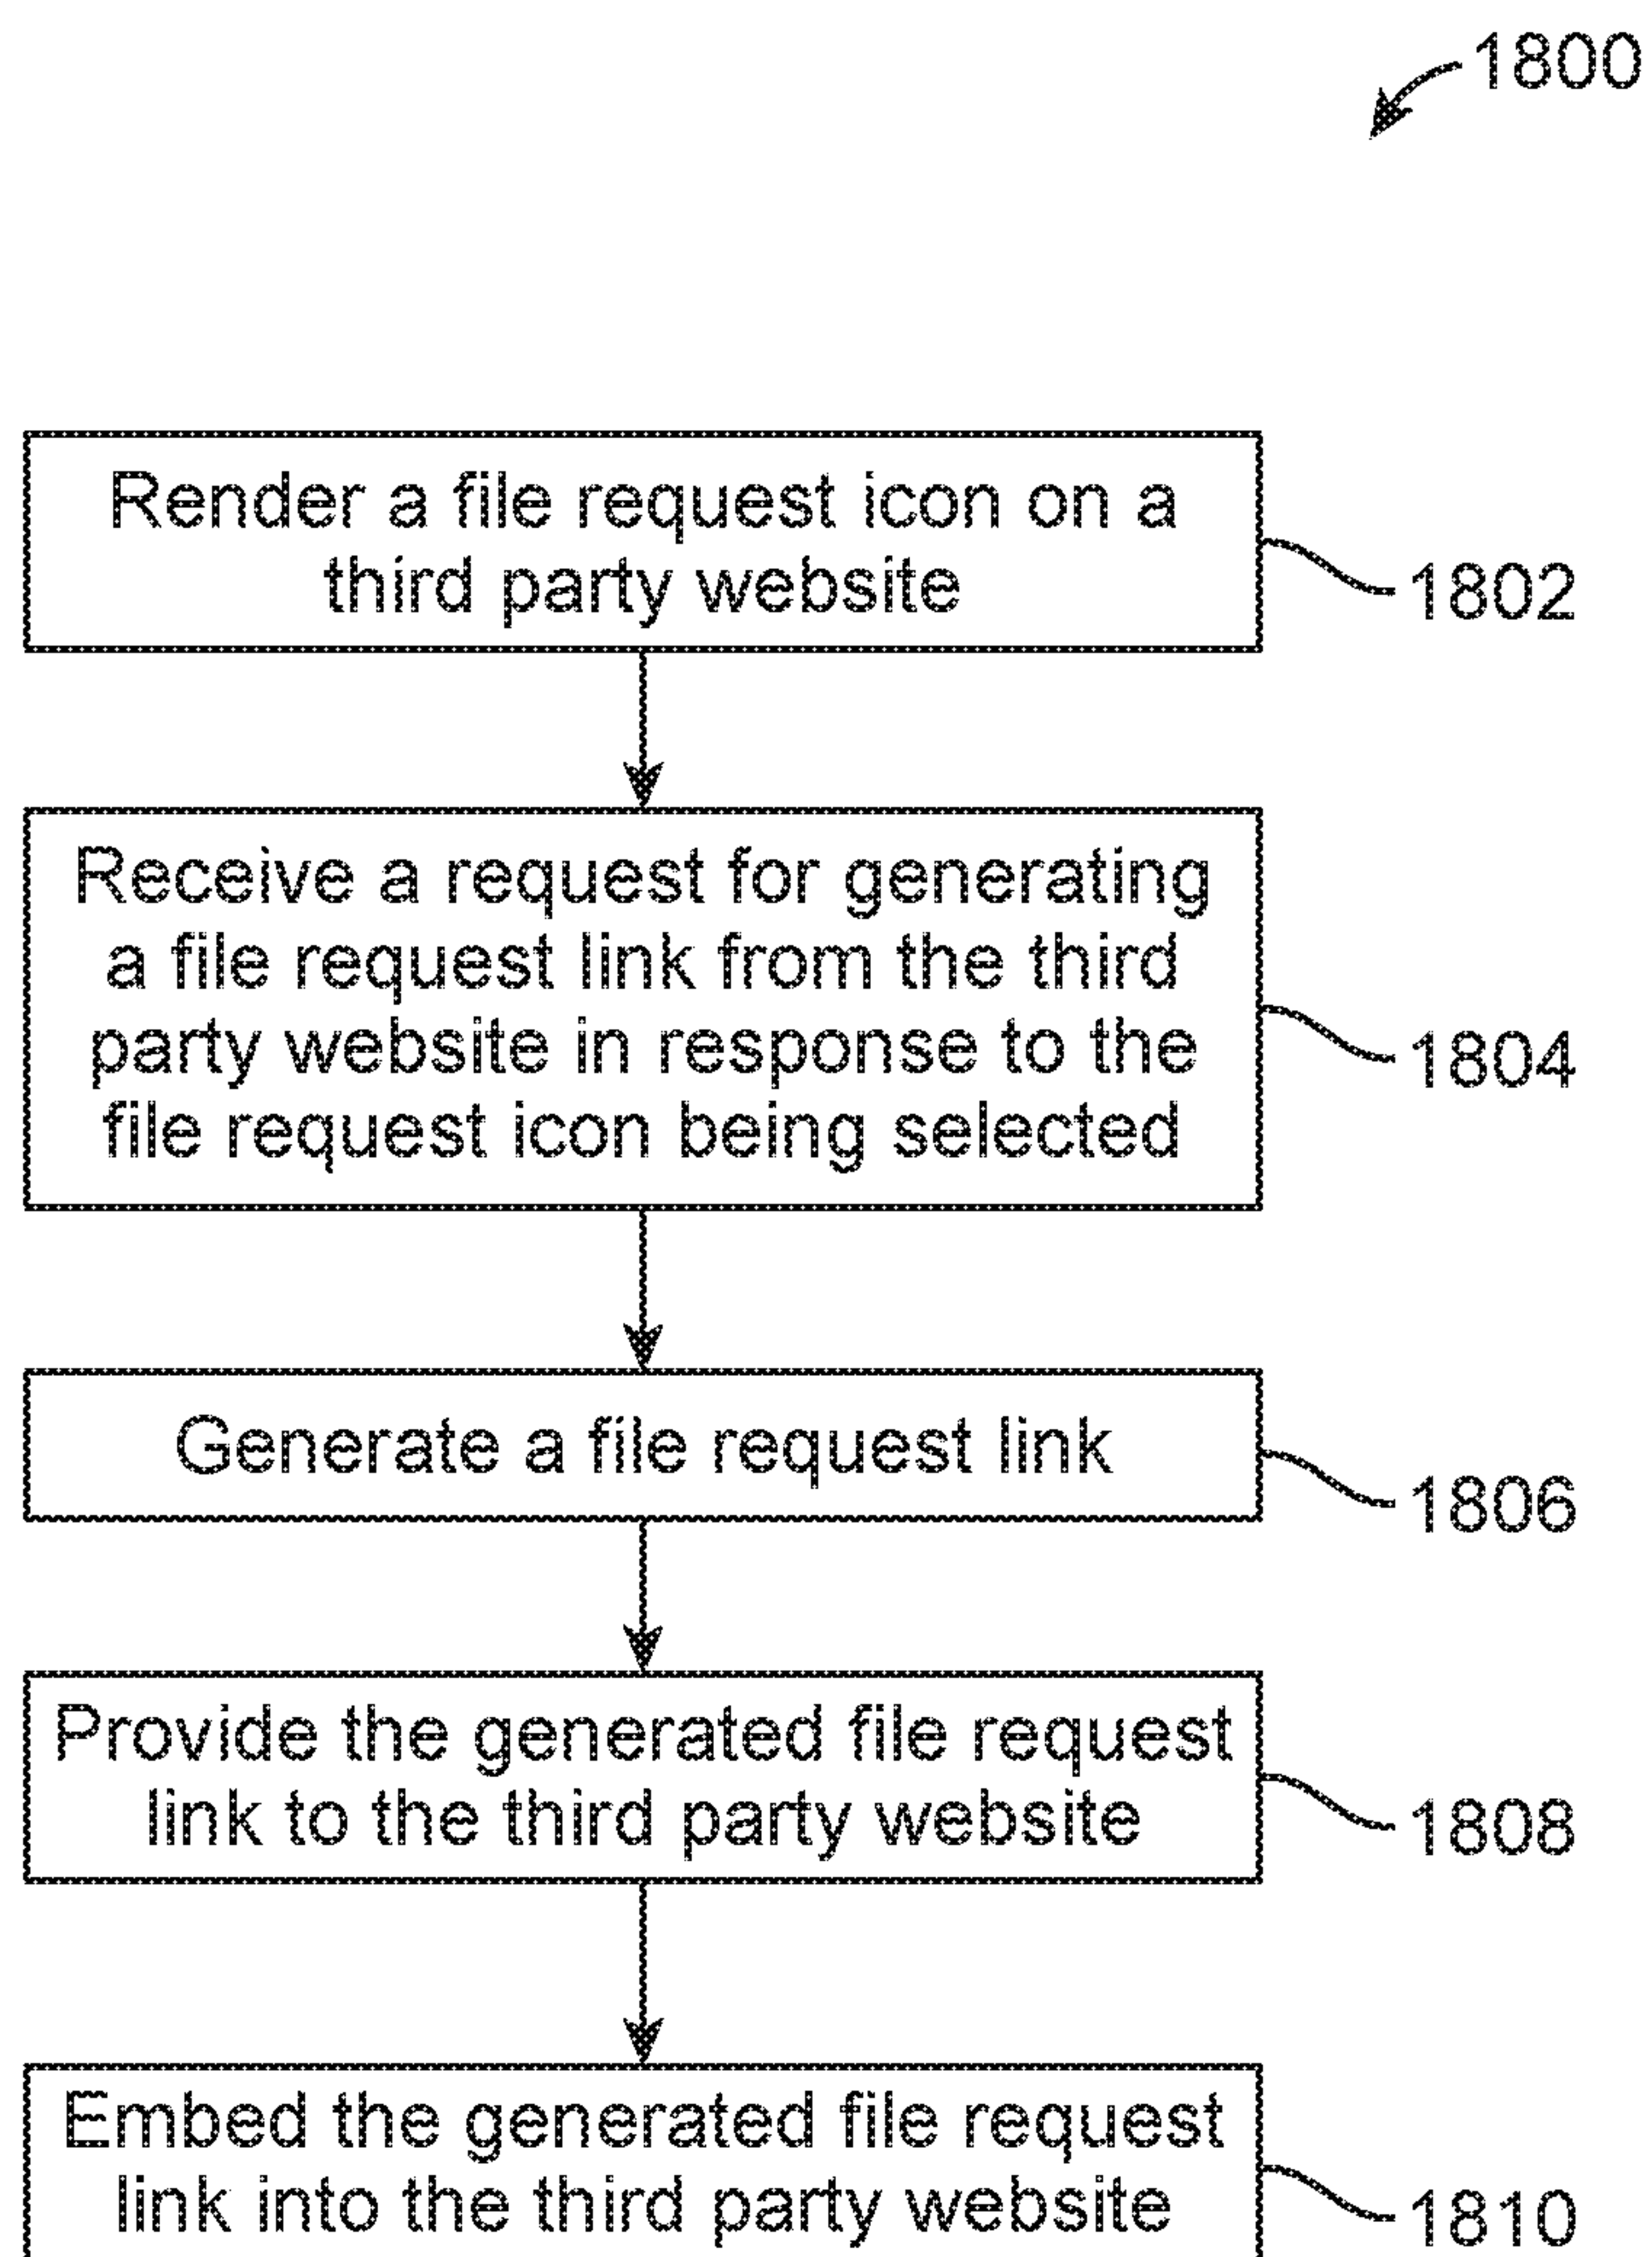 1800
Render a file request icon on a
third party website
1802
Receive a request for generating
a file request link from the third
party website in response to the
file request icon being selected
1804
Generate a file request link
1806
Provide the generated file request
link to the third party website
1808
Embed the generated file request
link into the third party website
1810